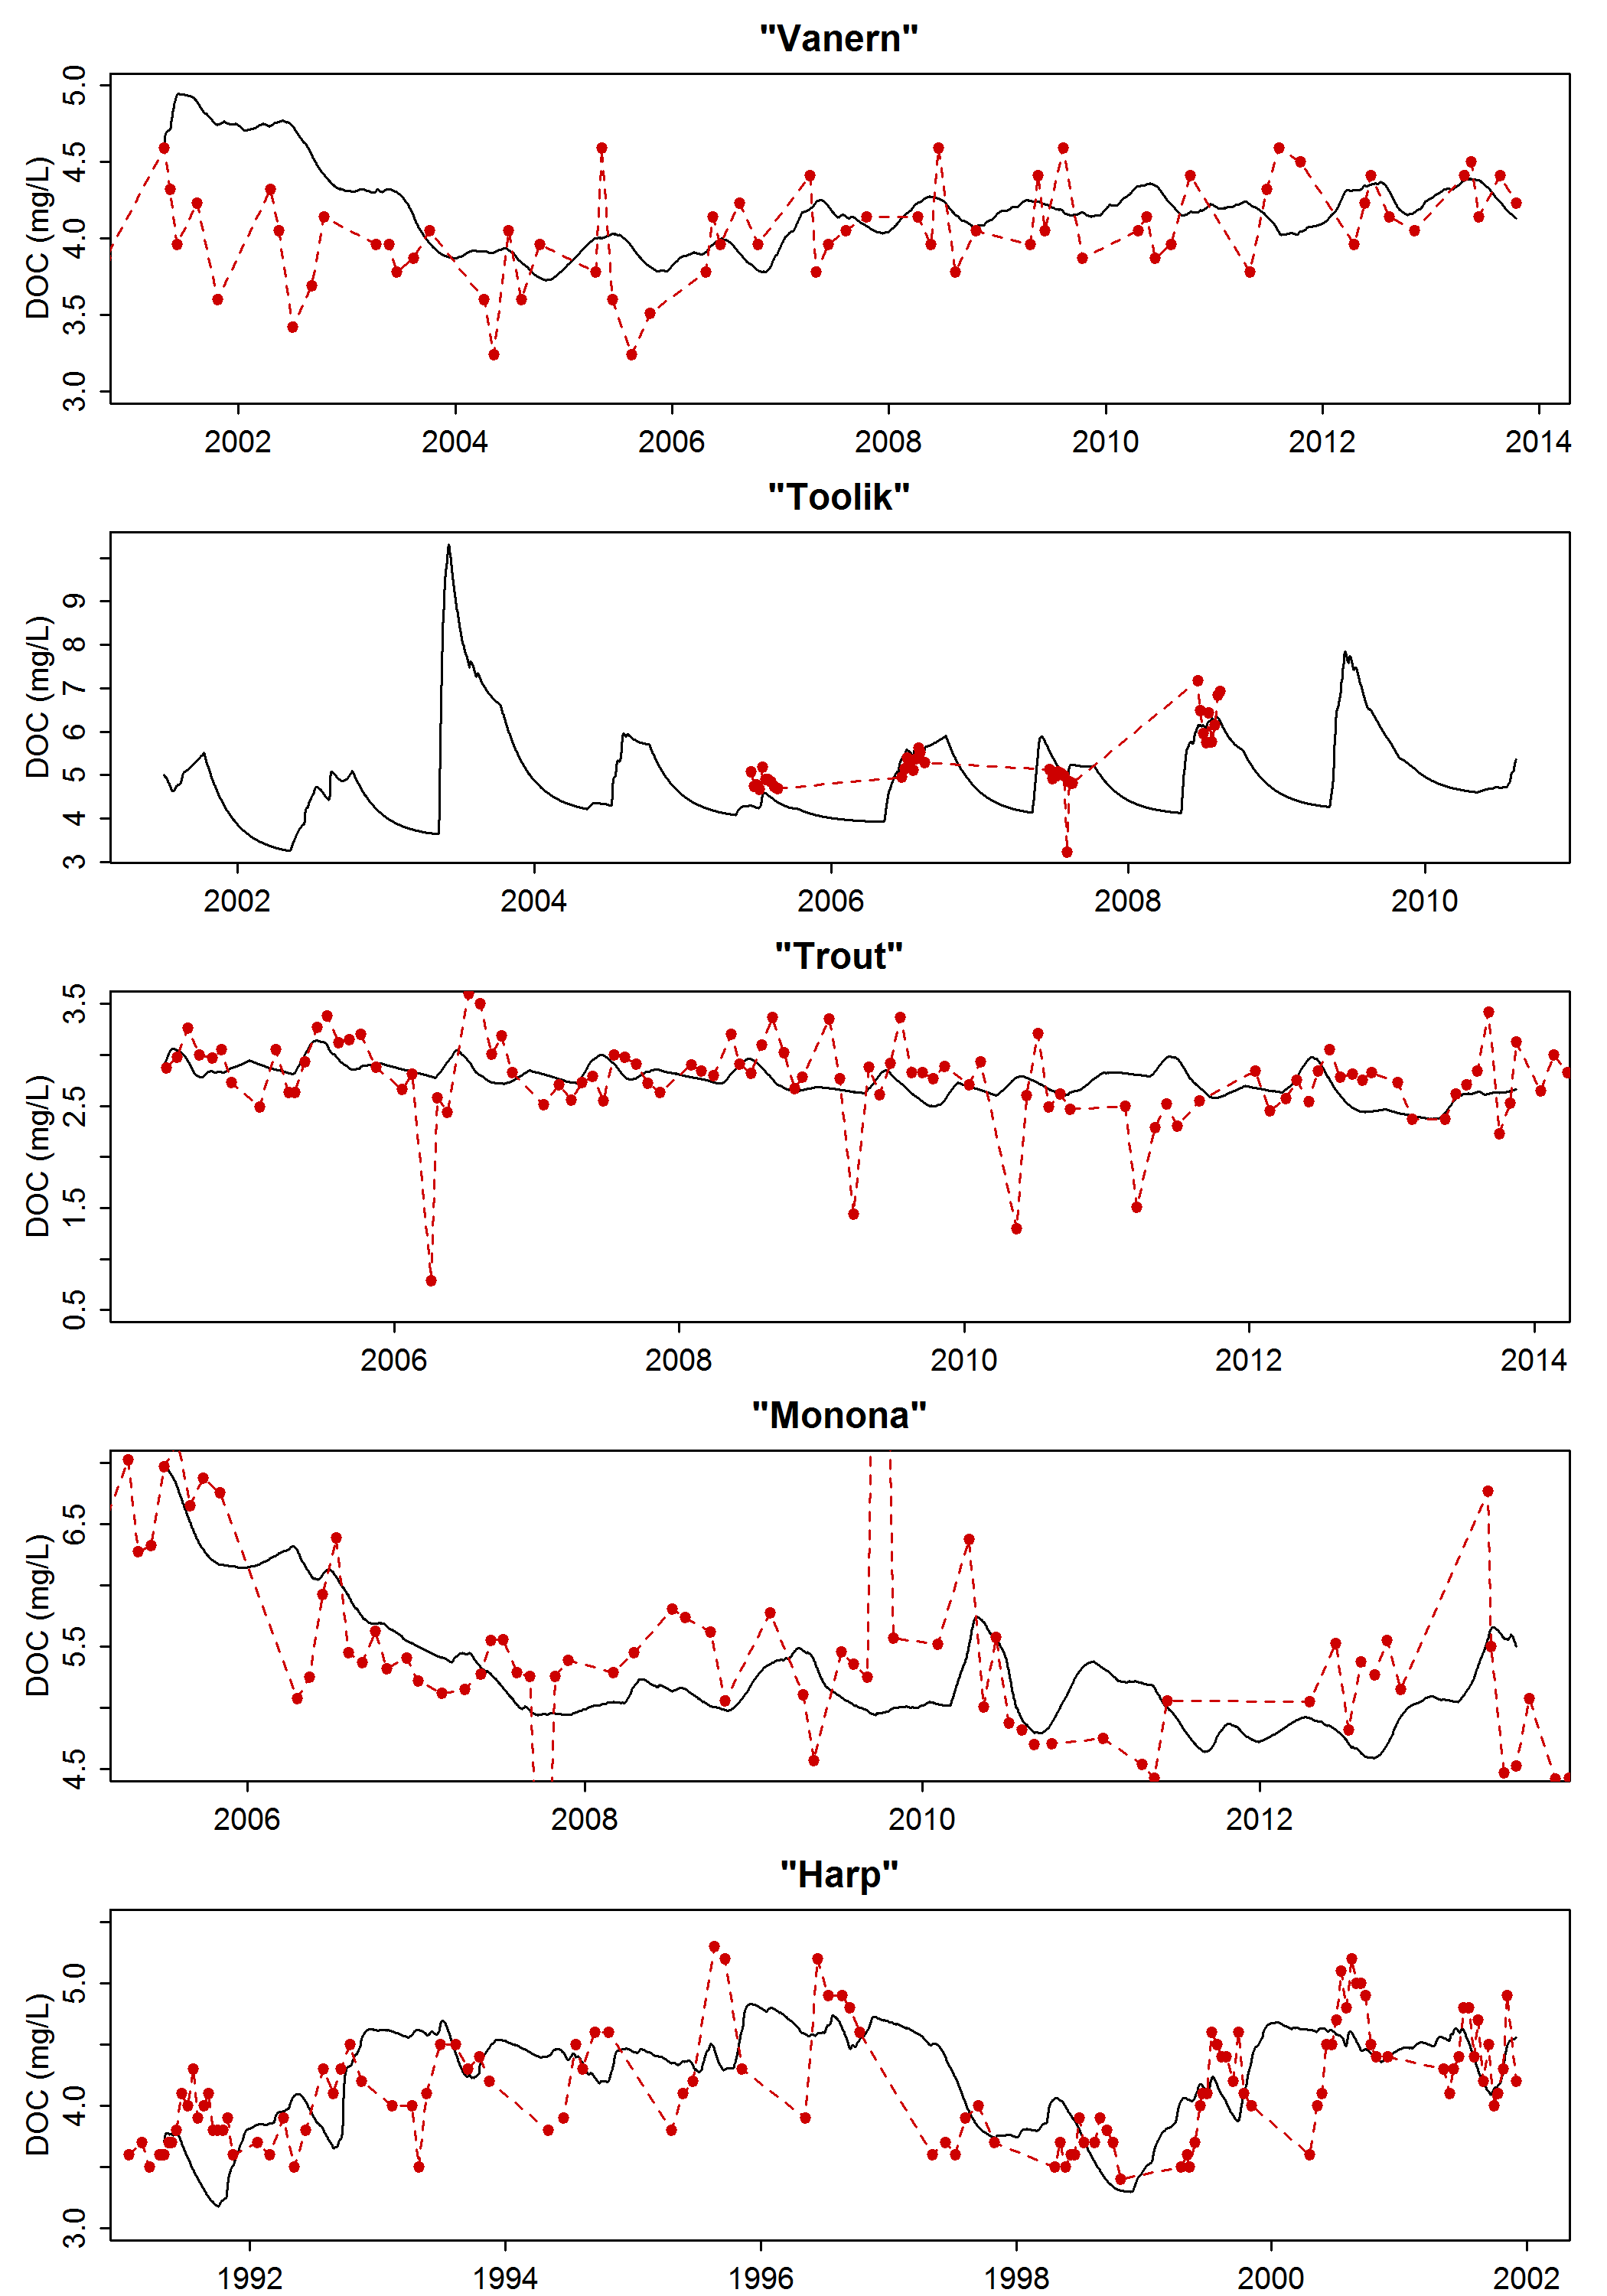 "Vanern"
DOC (mg/L)
5.0
4.5
4.0
3.5
3.0
2002 2004 2006 2008 2010 2012 2014
"Toolik"
DOC (mg/L)
9
8
7
6
5
4
3
2002 2004 2006 2008 2010
"Trout"
DOC (mg/L)
3.5
2.5
1.5
0.5
2006 2008 2010 2012 2014
"Monona"
DOC (mg/L)
6.5
5.5
4.5
2006 2008 2010 2012
"Harp"
DOC (mg/L)
5.0
4.0
3.0
1992 1994 1996 1998 2000 2002